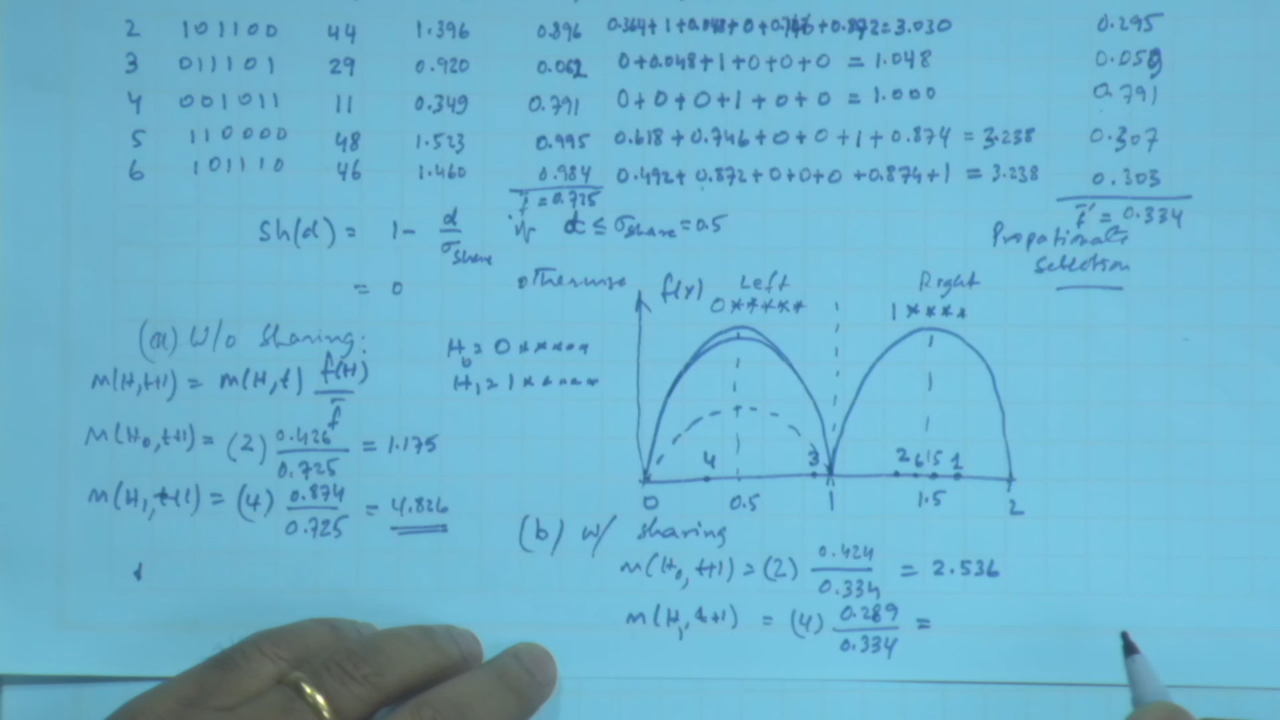 2 101100 44 1.396 0.896 0.364+1+0.048+0+0.746+0.872=3.030 0.295
3 011101 29 0.920 0.062 0+0.048+1+0+0+0 = 1.048 0.059
4 001011 11 0.349 0.791 0+0+0+1+0+0 = 1.000 0.791
5 110000 48 1.523 0.995 0.618+0.746+0+0+1+0.874 = 3.238 0.307
6 101110 46 1.460 0.984 0.492+0.872+0+0+0+0.874+1 = 3.238 0.303
f̄ = 0.725
f̄' = 0.334
Sh(d) = 1 - d/σshare if d ≤ σshare = 0.5
= 0 otherwise
Propationate
selection
(a) W/o sharing:
m(H,t+1) = m(H,t) f(H)/f̄
H₀ = 0*****
H₁ = 1*****
m(H₀,t+1) = (2) 0.426/0.725 = 1.175
m(H₁,t+1) = (4) 0.874/0.725 = 4.826
f(x) Left Right
0***** 1****
4 3 2 6 5 1
0 0.5 1 1.5 2
(b) w/ sharing
m(H₀,t+1) = (2) 0.424/0.334 = 2.536
m(H₁,t+1) = (4) 0.289/0.334 =